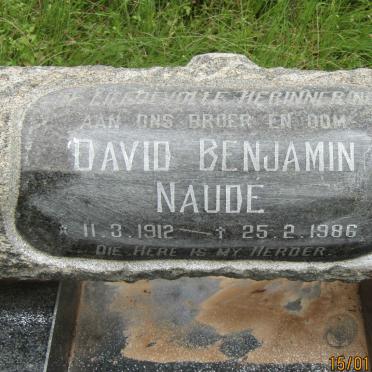 LIEFDEVOLLE HERINNERING
AAN ONS BROER EN OOM
DAVID BENJAMIN
NAUDE
* 11.3.1912 — † 25.2.1986
DIE HERE IS MY HERDER.
15/01